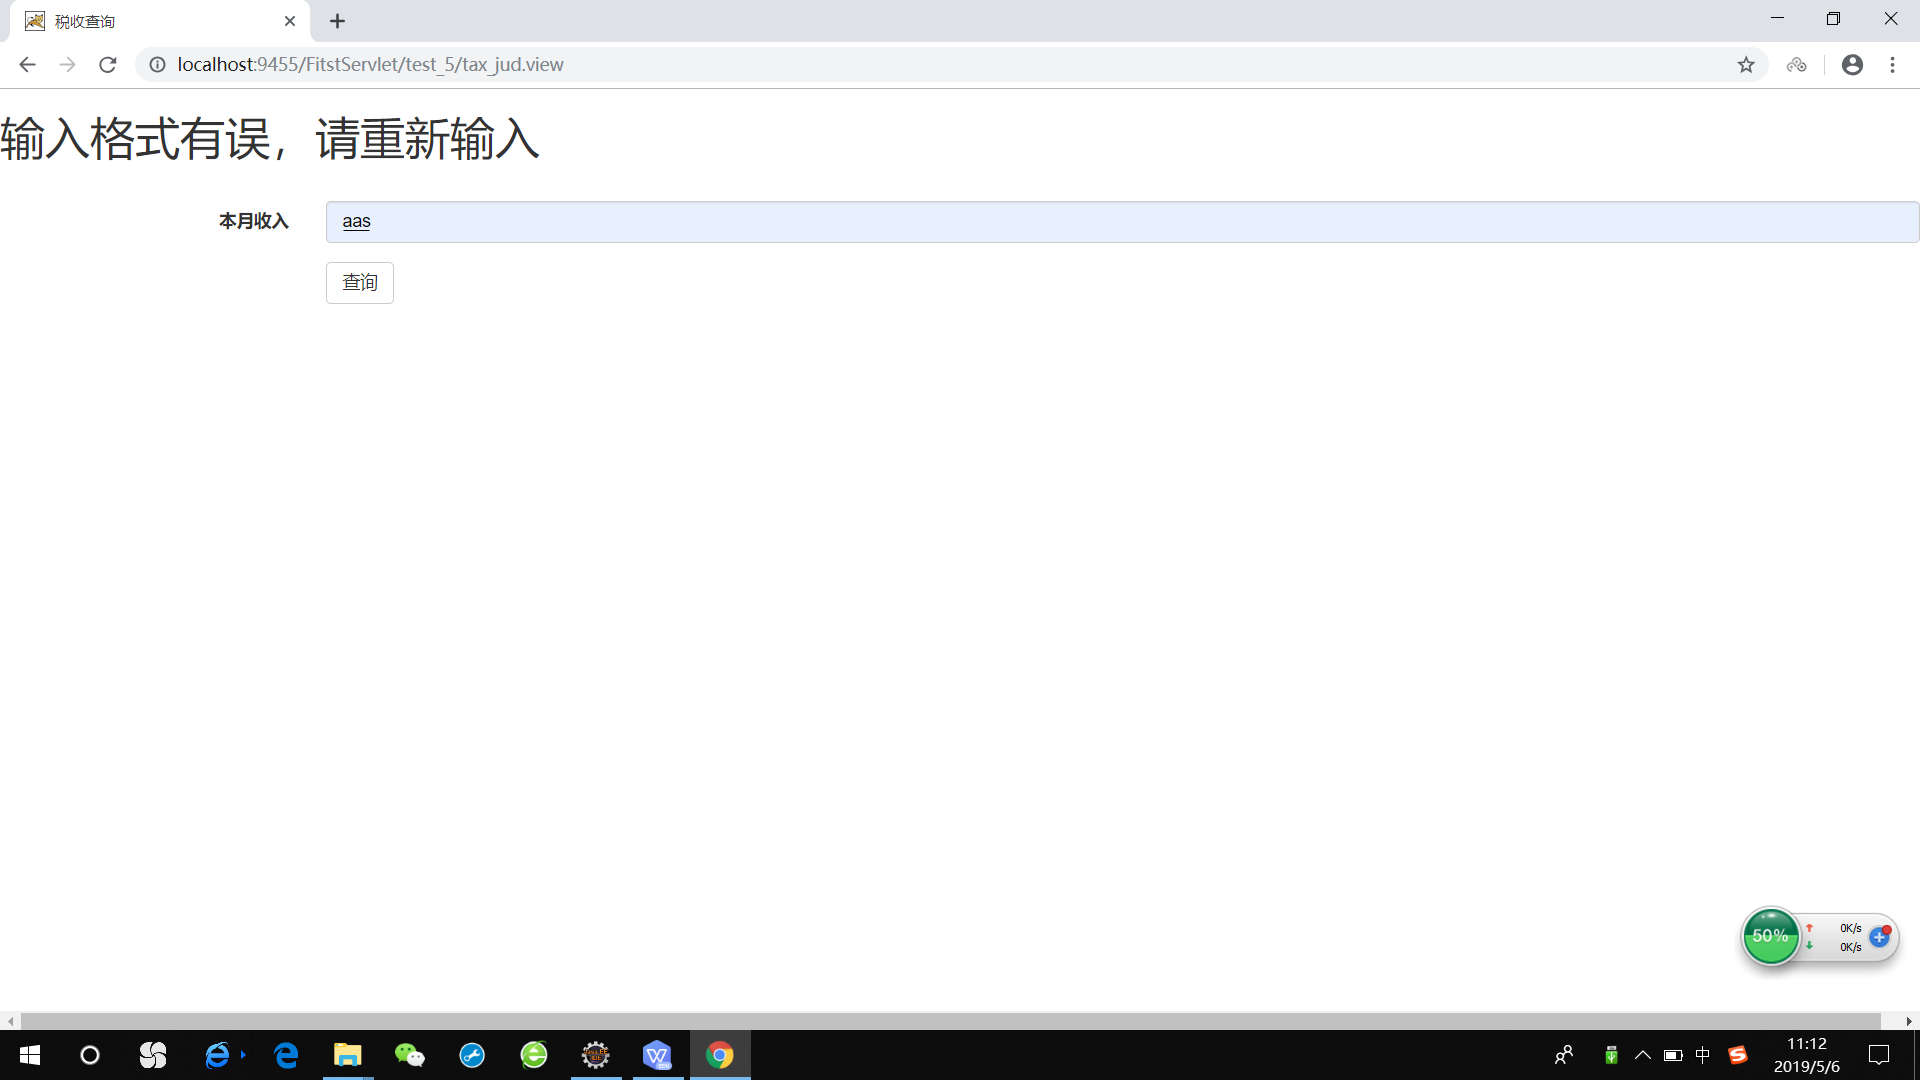 税收查询
localhost:9455/FitstServlet/test_5/tax_jud.view
输入格式有误，请重新输入
本月收入
aas
查询
50%
0K/s
0K/s
中
11:12
2019/5/6